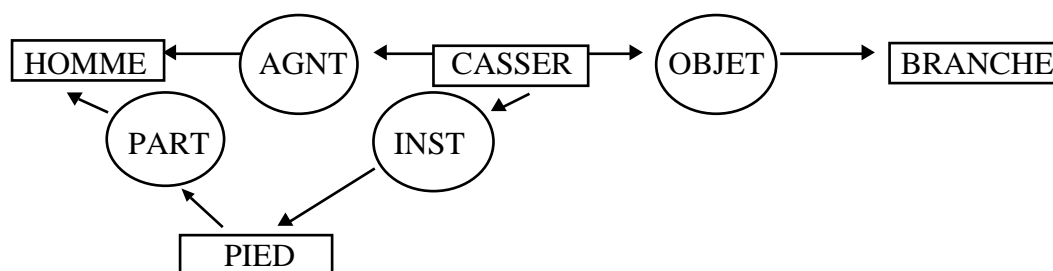 HOMME AGNT CASSER OBJET BRANCHE
PART INST
PIED